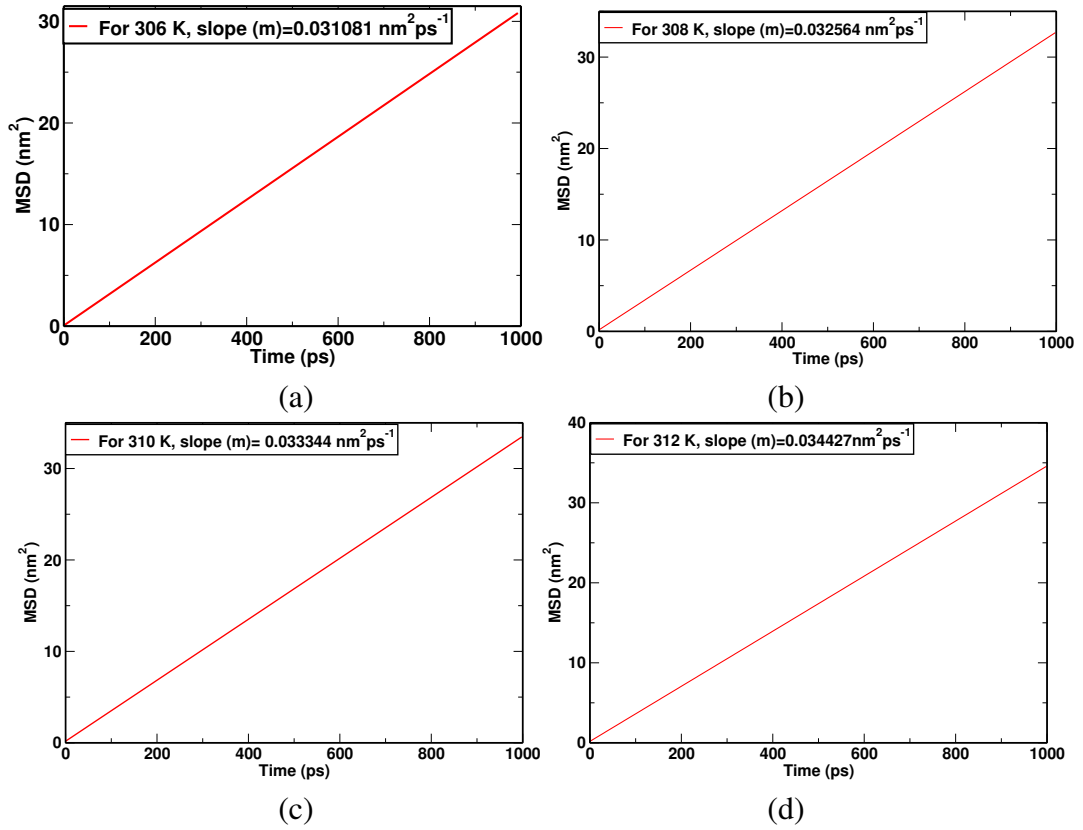 For 306 K, slope (m)=0.031081 nm²ps⁻¹
MSD (nm²)
30
20
10
0
0 200 400 600 800 1000
Time (ps)
(a)
For 308 K, slope (m)=0.032564 nm²ps⁻¹
MSD (nm²)
30
20
10
0
0 200 400 600 800 1000
Time (ps)
(b)
For 310 K, slope (m)= 0.033344 nm²ps⁻¹
MSD (nm²)
30
20
10
0
0 200 400 600 800 1000
Time (ps)
(c)
For 312 K, slope (m)=0.034427nm²ps⁻¹
MSD (nm²)
40
30
20
10
0
0 200 400 600 800 1000
Time (ps)
(d)